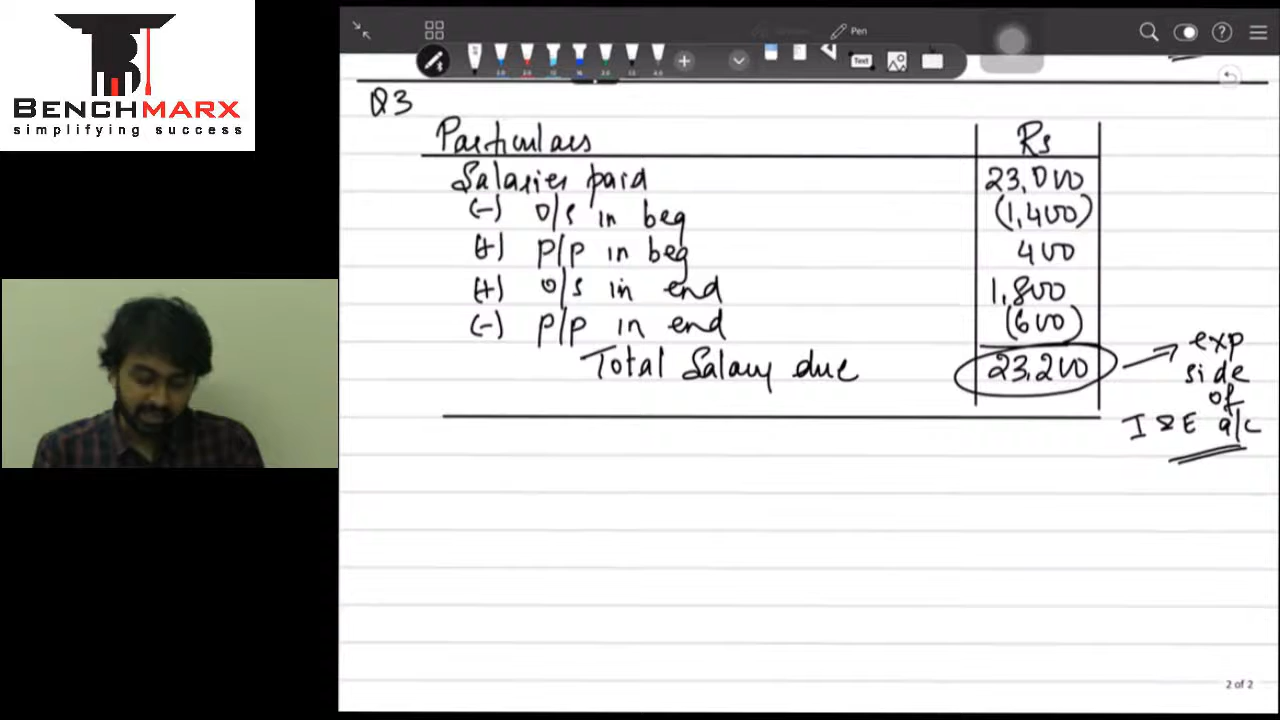 BENCHMARX
simplifying success
Pen
Text
Q3
Particulars Rs
Salaries paid 23,000
(-) o/s in beg (1,400)
(+) p/p in beg 400
(+) o/s in end 1,800
(-) p/p in end (600)
Total Salary due 23,200
exp
side
of
I & E a/c
2 of 2